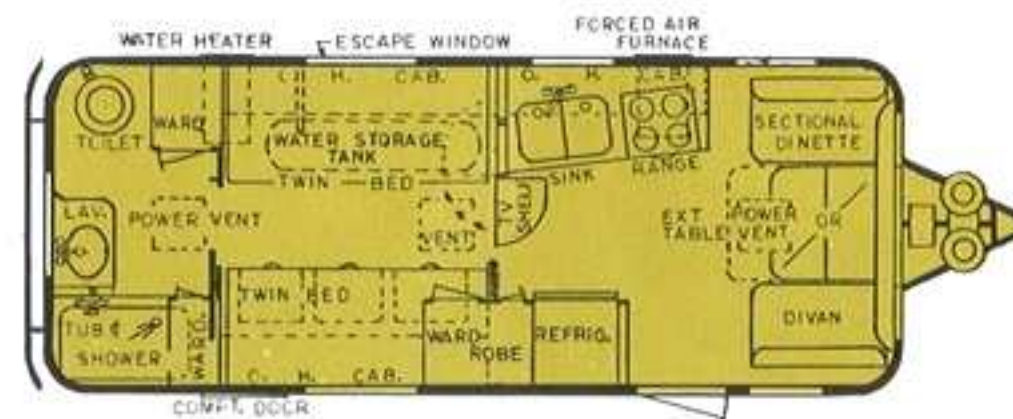 FORCED AIR
FURNACE
WATER HEATER
ESCAPE WINDOW
O. H. CAB.
O. H. CAB.
TOILET
WARD.
WATER STORAGE
TANK
TWIN BED
SINK
RANGE
SECTIONAL
DINETTE
TV
SHELF
LAV.
POWER VENT
VENT
EXT.
TABLE
POWER
VENT
OR
TWIN BED
TUB &
SHOWER
WARD.
WARD
ROBE
REFRIG.
DIVAN
O. H. CAB.
COMPT. DOOR